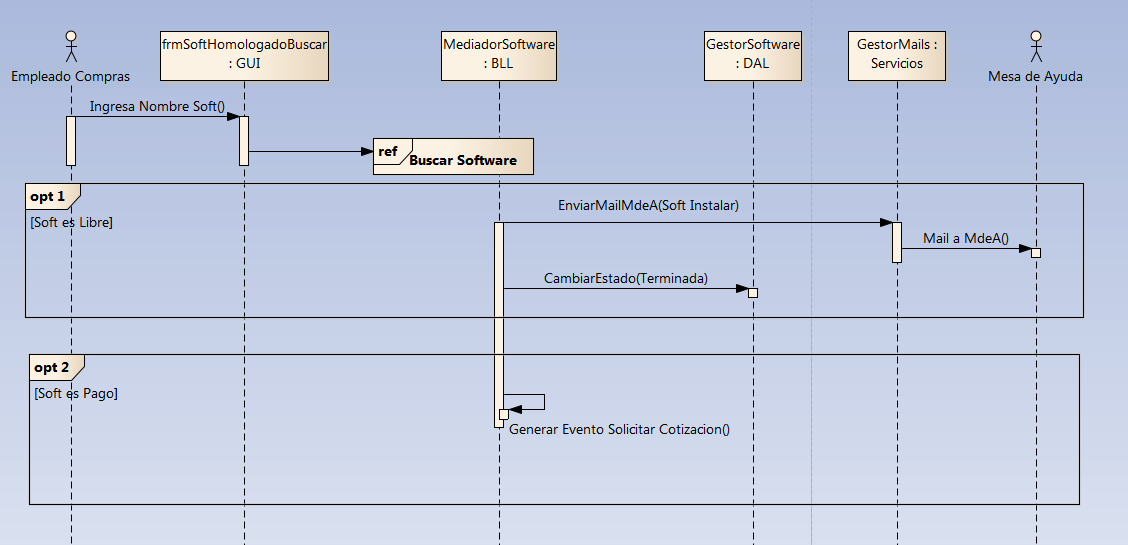 frmSoftHomologadoBuscar
: GUI
MediadorSoftware
: BLL
GestorSoftware
: DAL
GestorMails :
Servicios
Empleado Compras
Mesa de Ayuda
Ingresa Nombre Soft()
ref
Buscar Software
opt 1
[Soft es Libre]
EnviarMailMdeA(Soft Instalar)
Mail a MdeA()
CambiarEstado(Terminada)
opt 2
[Soft es Pago]
Generar Evento Solicitar Cotizacion()